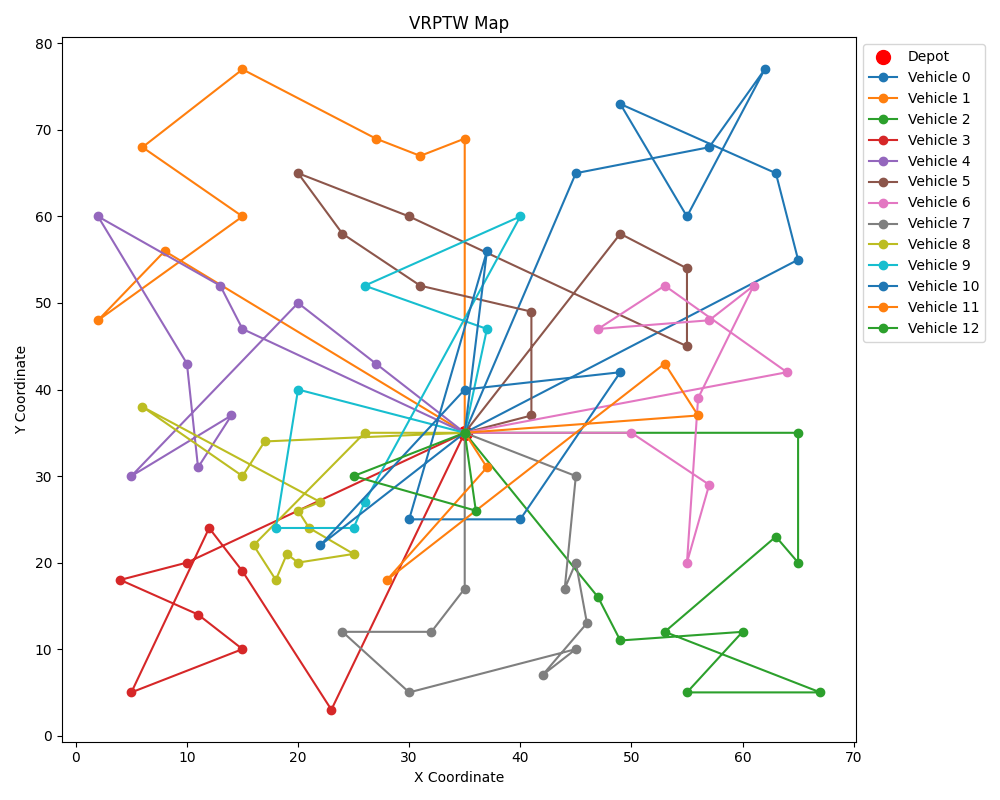 VRPTW Map
80
70
60
50
40
30
20
10
0
Y Coordinate
0 10 20 30 40 50 60 70
X Coordinate
Depot
Vehicle 0
Vehicle 1
Vehicle 2
Vehicle 3
Vehicle 4
Vehicle 5
Vehicle 6
Vehicle 7
Vehicle 8
Vehicle 9
Vehicle 10
Vehicle 11
Vehicle 12